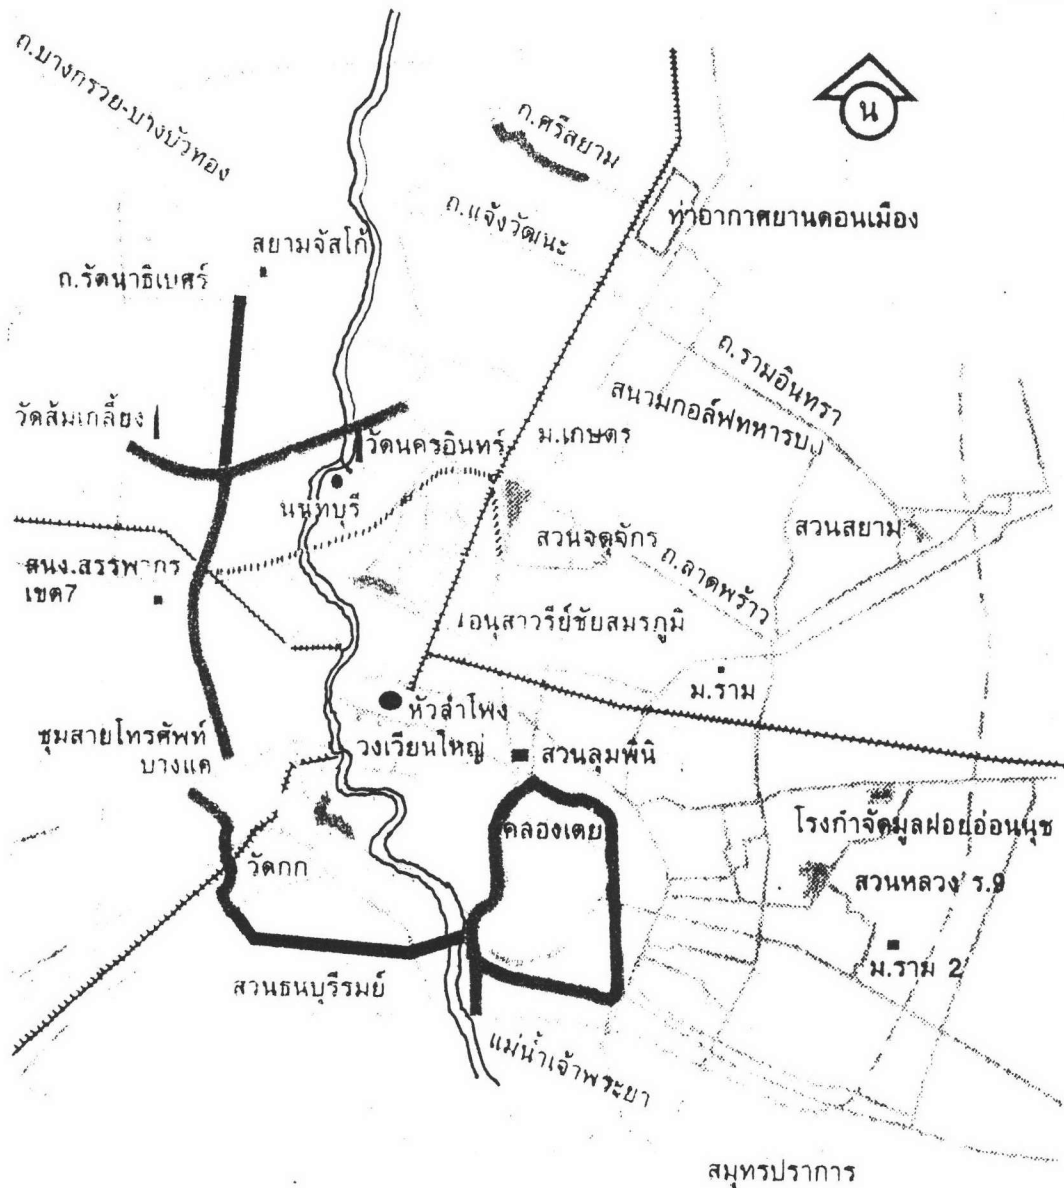 ถ.บางกรวย-บางบัวทอง
น
ถ.ศรีสยาม
ถ.แจ้งวัฒนะ
ท่าอากาศยานดอนเมือง
สยามจัสโก้
ถ.รัตนาธิเบศร์
ถ.รามอินทรา
สนามกอล์ฟทหารบก
วัดส้มเกลี้ยง
วัดนครอินทร์
ม.เกษตร
นนทบุรี
สวนจตุจักร
สวนสยาม
ถ.ลาดพร้าว
สนง.สรรพากร
เขต7
อนุสาวรีย์ชัยสมรภูมิ
ม.ราม
หัวลำโพง
ชุมสายโทรศัพท์
บางแค
วงเวียนใหญ่
สวนลุมพินี
คลองเตย
โรงกำจัดมูลฝอยอ่อนนุช
วัดกก
สวนหลวง ร.9
ม.ราม 2
สวนธนบุรีรมย์
แม่น้ำเจ้าพระยา
สมุทรปราการ